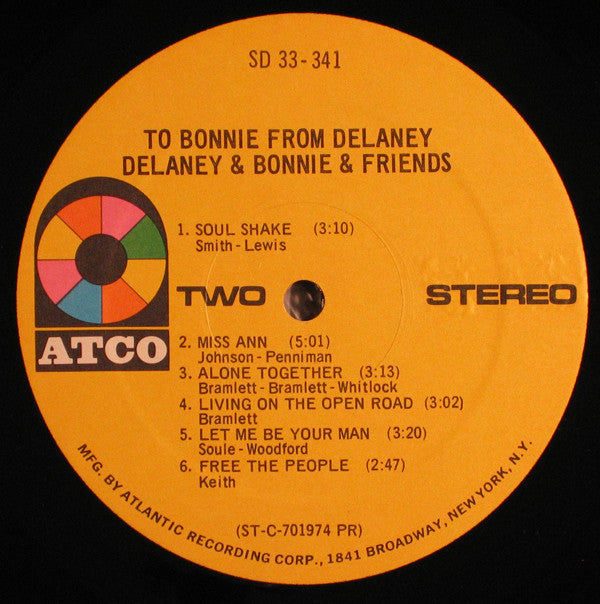 SD 33-341
TO BONNIE FROM DELANEY
DELANEY & BONNIE & FRIENDS
1. SOUL SHAKE (3:10)
Smith-Lewis
TWO
STEREO
ATCO
2. MISS ANN (5:01)
Johnson-Penniman
3. ALONE TOGETHER (3:13)
Bramlett-Bramlett-Whitlock
4. LIVING ON THE OPEN ROAD (3:02)
Bramlett
5. LET ME BE YOUR MAN (3:20)
Soule-Woodford
6. FREE THE PEOPLE (2:47)
Keith
(ST-C-701974 PR)
MFG. BY ATLANTIC RECORDING CORP., 1841 BROADWAY, NEW YORK, N.Y.